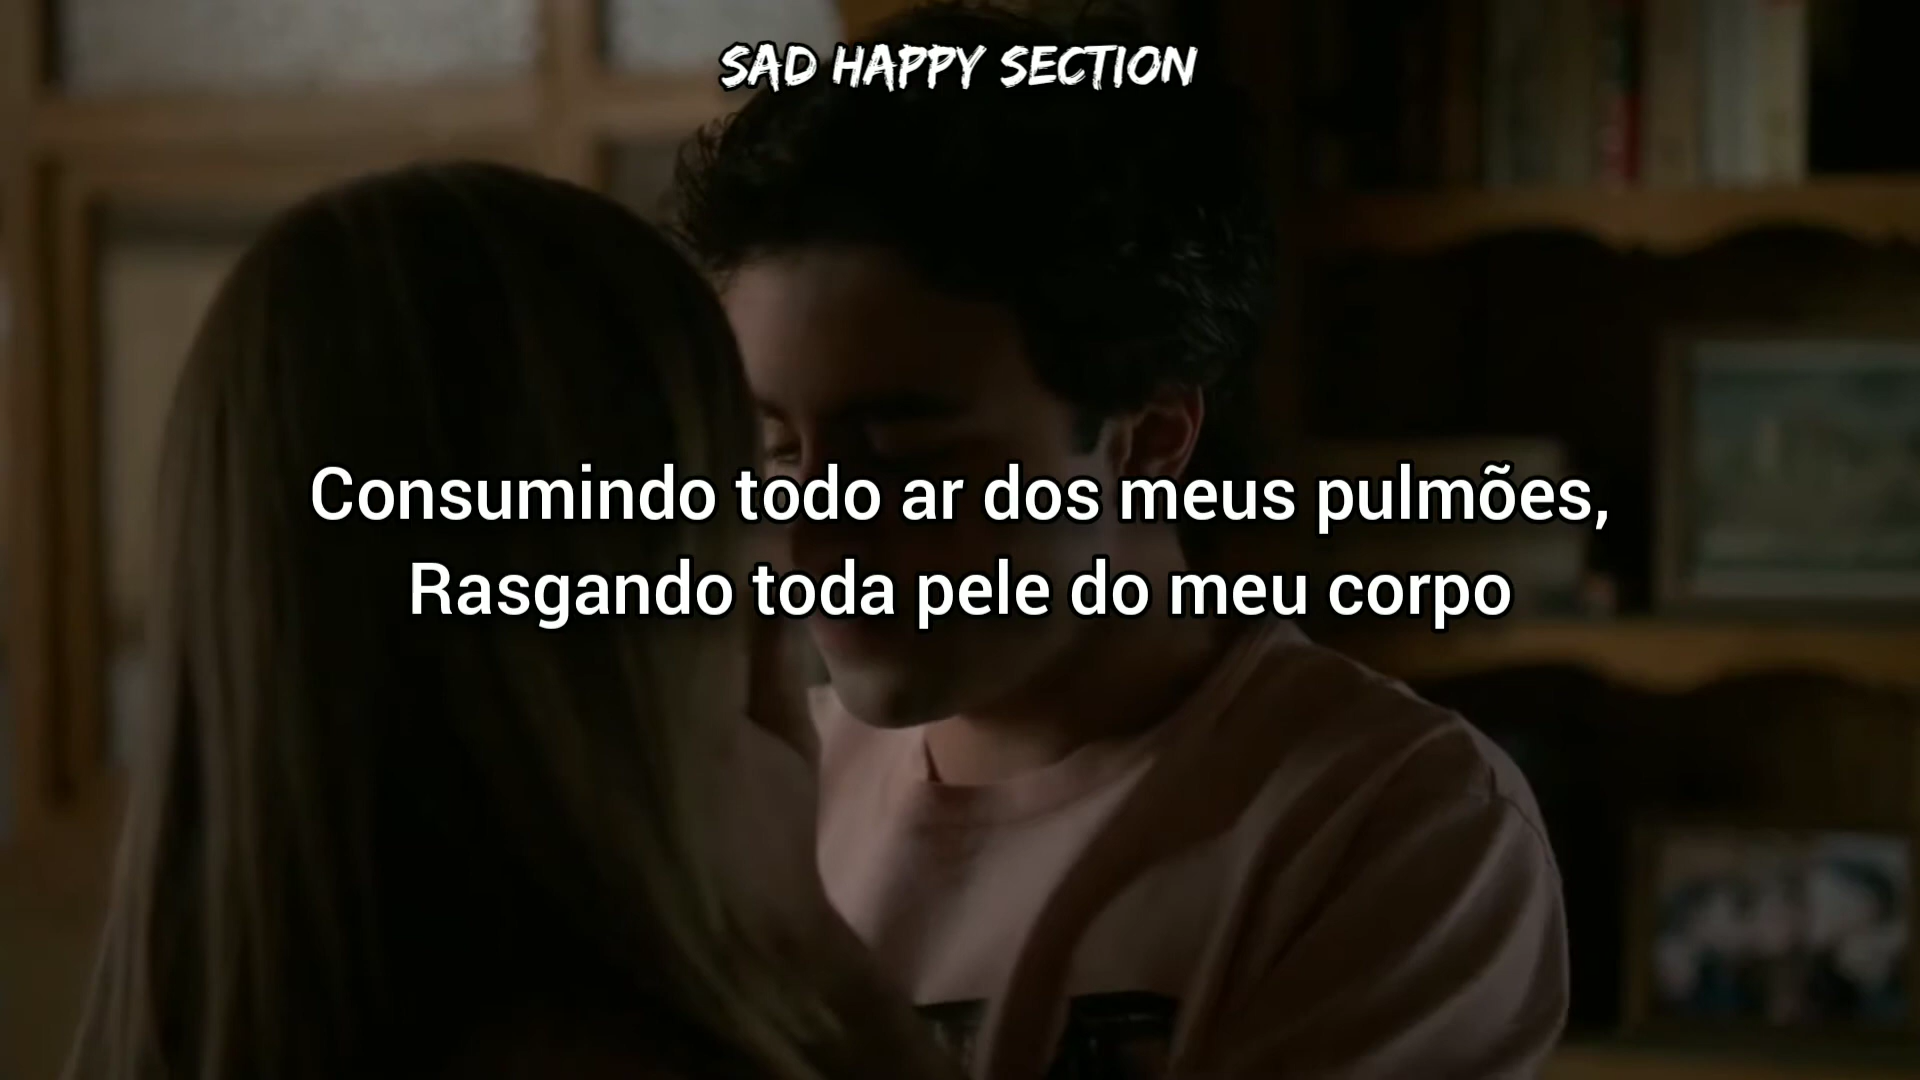 SAD HAPPY SECTION
Consumindo todo ar dos meus pulmões,
Rasgando toda pele do meu corpo